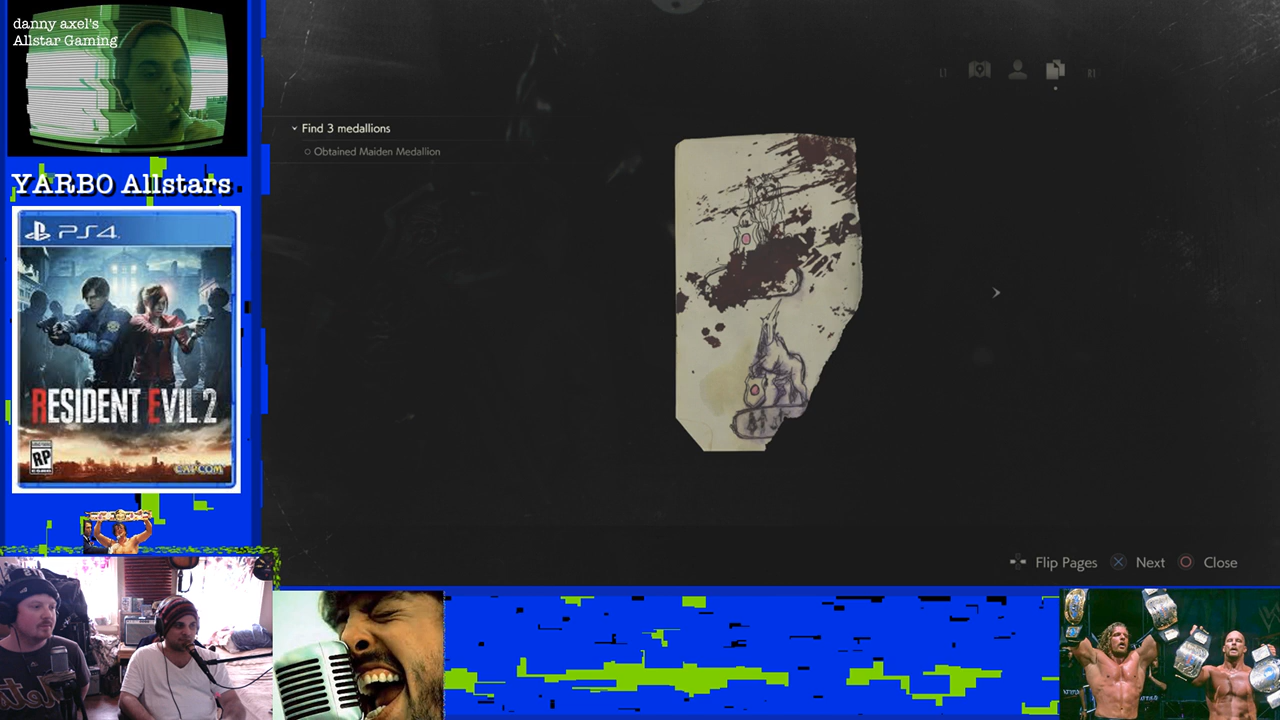 danny axel's
Allstar Gaming
YARBO Allstars
PS4
RESIDENT EVIL 2
RP
CAPCOM
Find 3 medallions
Obtained Maiden Medallion
Flip Pages
Next
Close